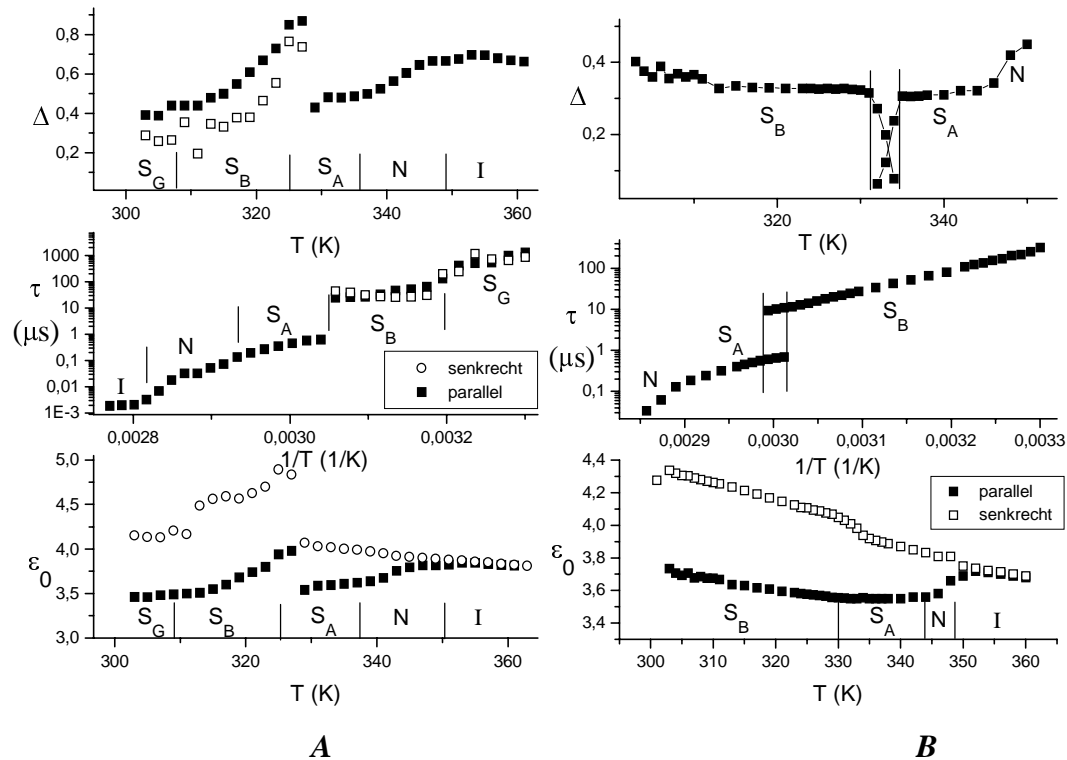 0,8
0,6
0,4
0,2
Δ
S_G
S_B
S_A
N
I
300
320
340
360
T (K)
1000
100
10
1
0,1
0,01
1E-3
τ
(μs)
I
N
S_A
S_B
S_G
senkrecht
parallel
0,0028
0,0030
0,0032
1/T (1/K)
5,0
4,5
4,0
3,5
3,0
ε_0
S_G
S_B
S_A
N
I
300
320
340
360
T (K)
A
0,4
0,2
Δ
S_B
S_A
N
320
340
T (K)
100
10
1
0,1
τ
(μs)
N
S_A
S_B
0,0029
0,0030
0,0031
0,0032
0,0033
1/T (1/K)
4,4
4,2
4,0
3,8
3,6
3,4
ε_0
parallel
senkrecht
S_B
S_A
N
I
300
310
320
330
340
350
360
T (K)
B